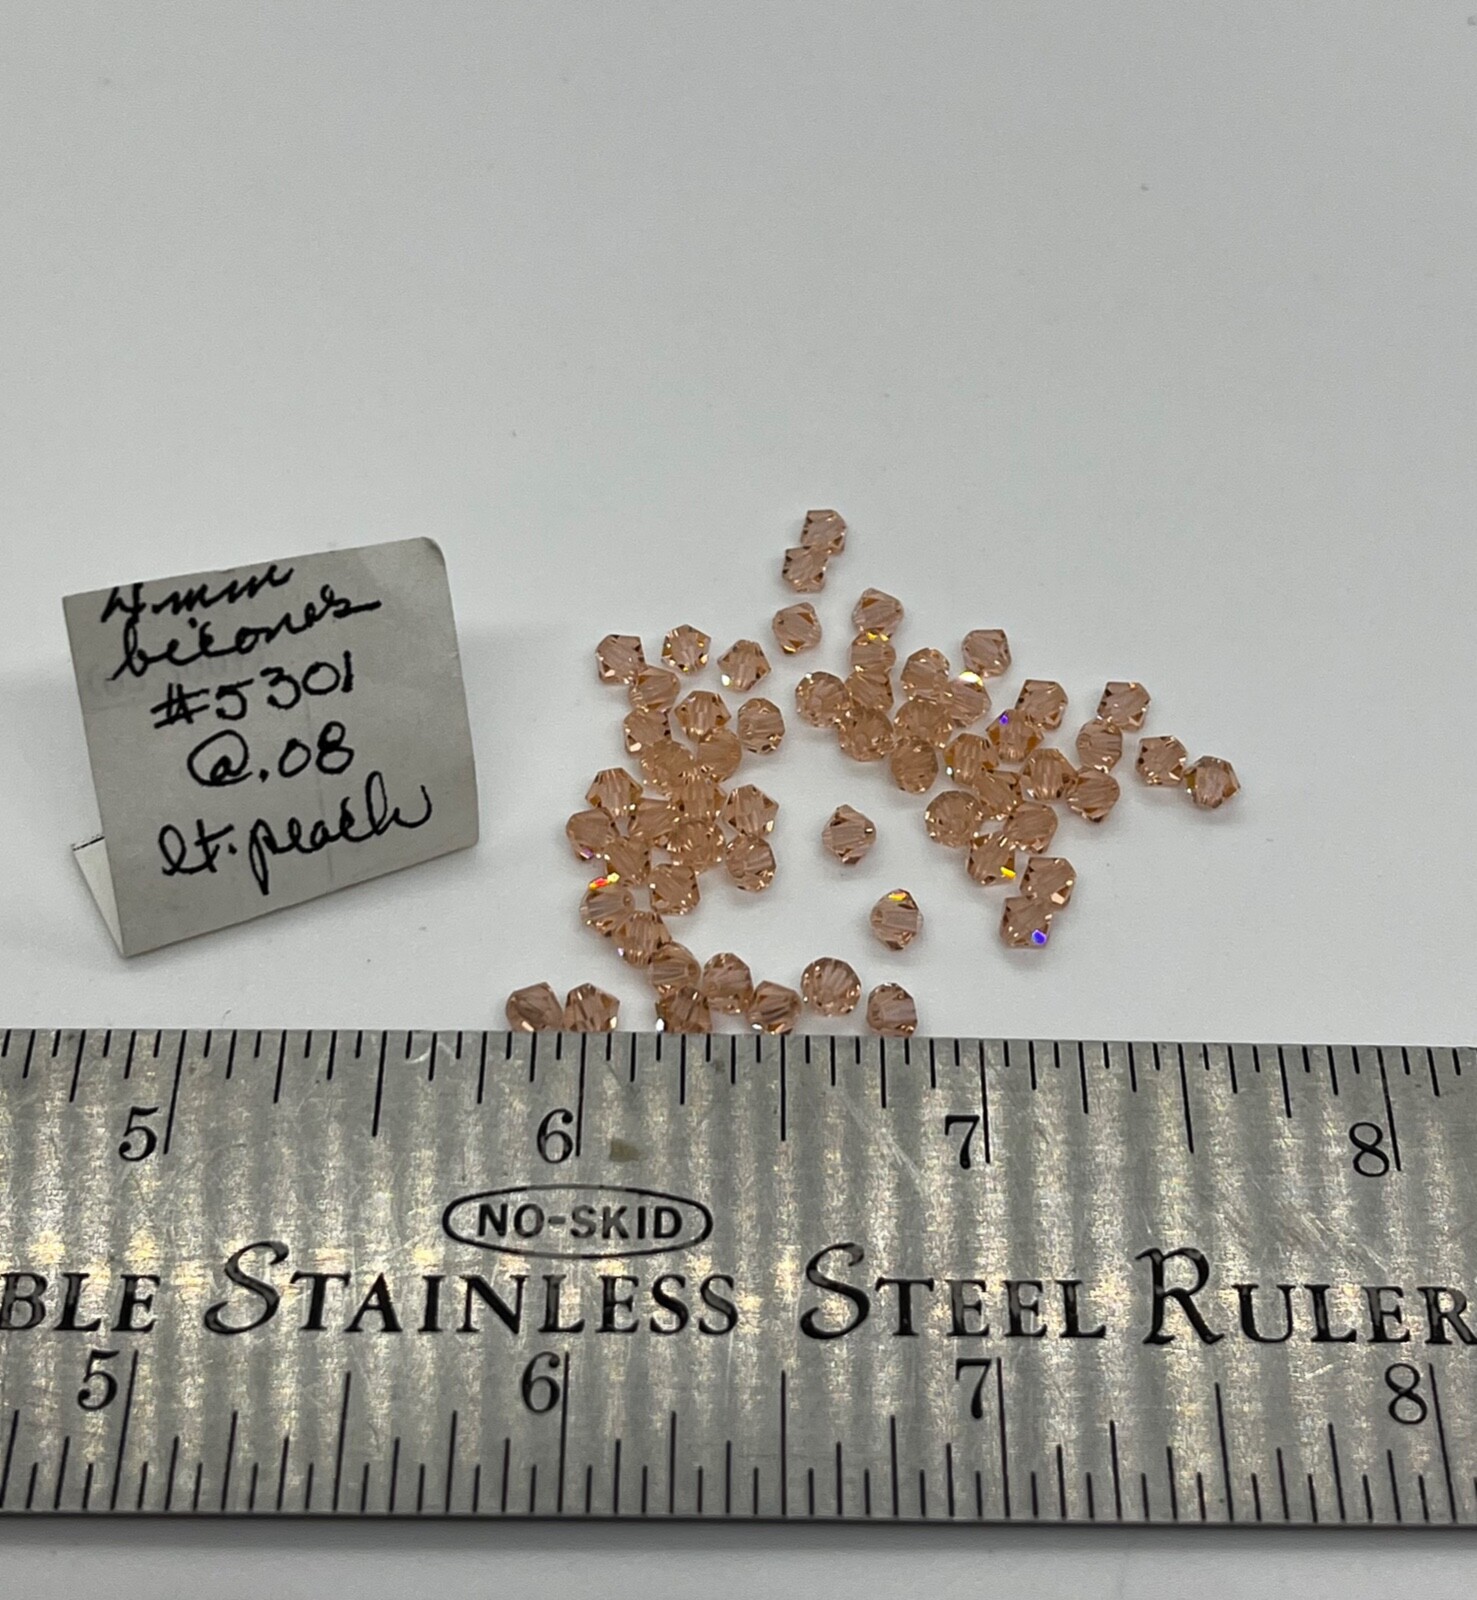 4mm
bicones
#5301
@.08
lt. peach
5 6 7 8
NO-SKID
BLE STAINLESS STEEL RULER
5 6 7 8